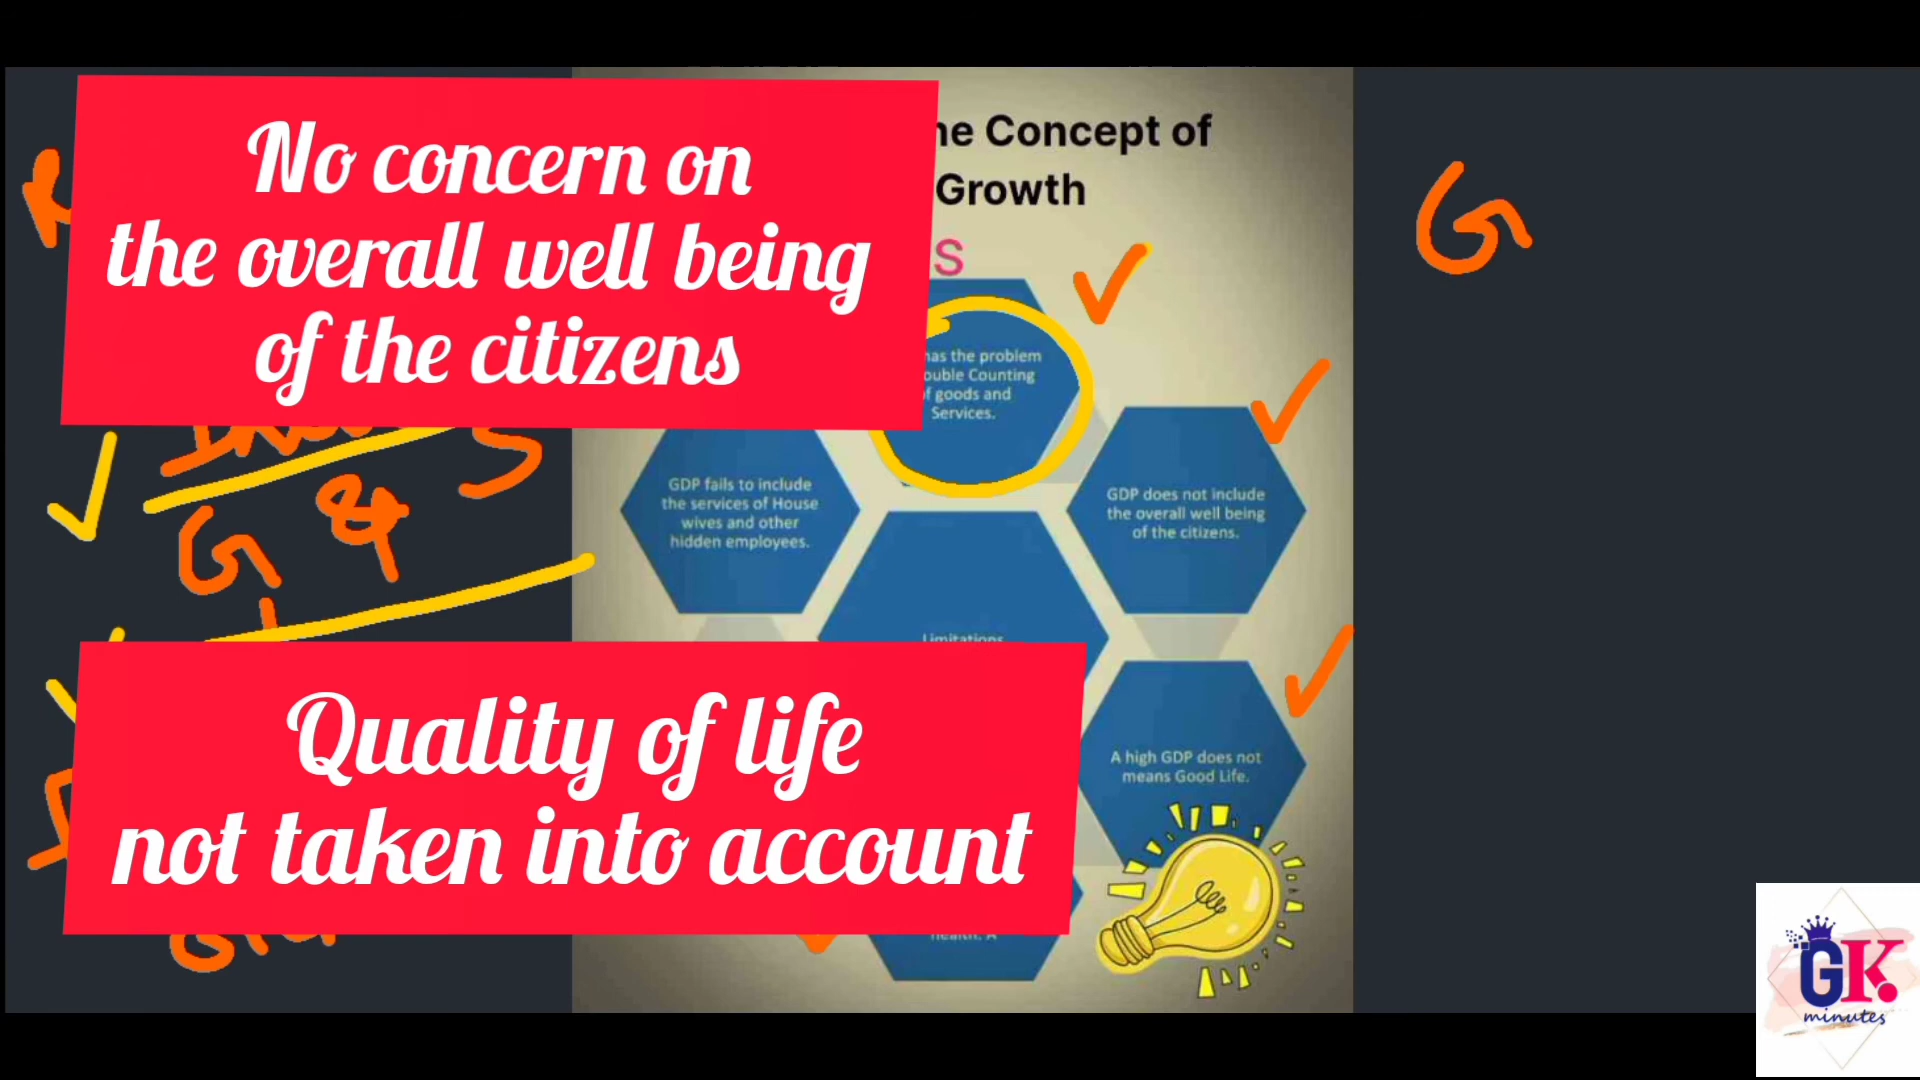 No concern on
the overall well being
of the citizens
Concept of
Growth
S
G
has the problem
Counting
goods and
Services.
GDP fails to include
the services of House
wives and other
hidden employees.
GDP does not include
the overall well being
of the citizens.
S
G &
Limitations
Quality of life
not taken into account
A high GDP does not
means Good Life.
health. A
GK
minutes